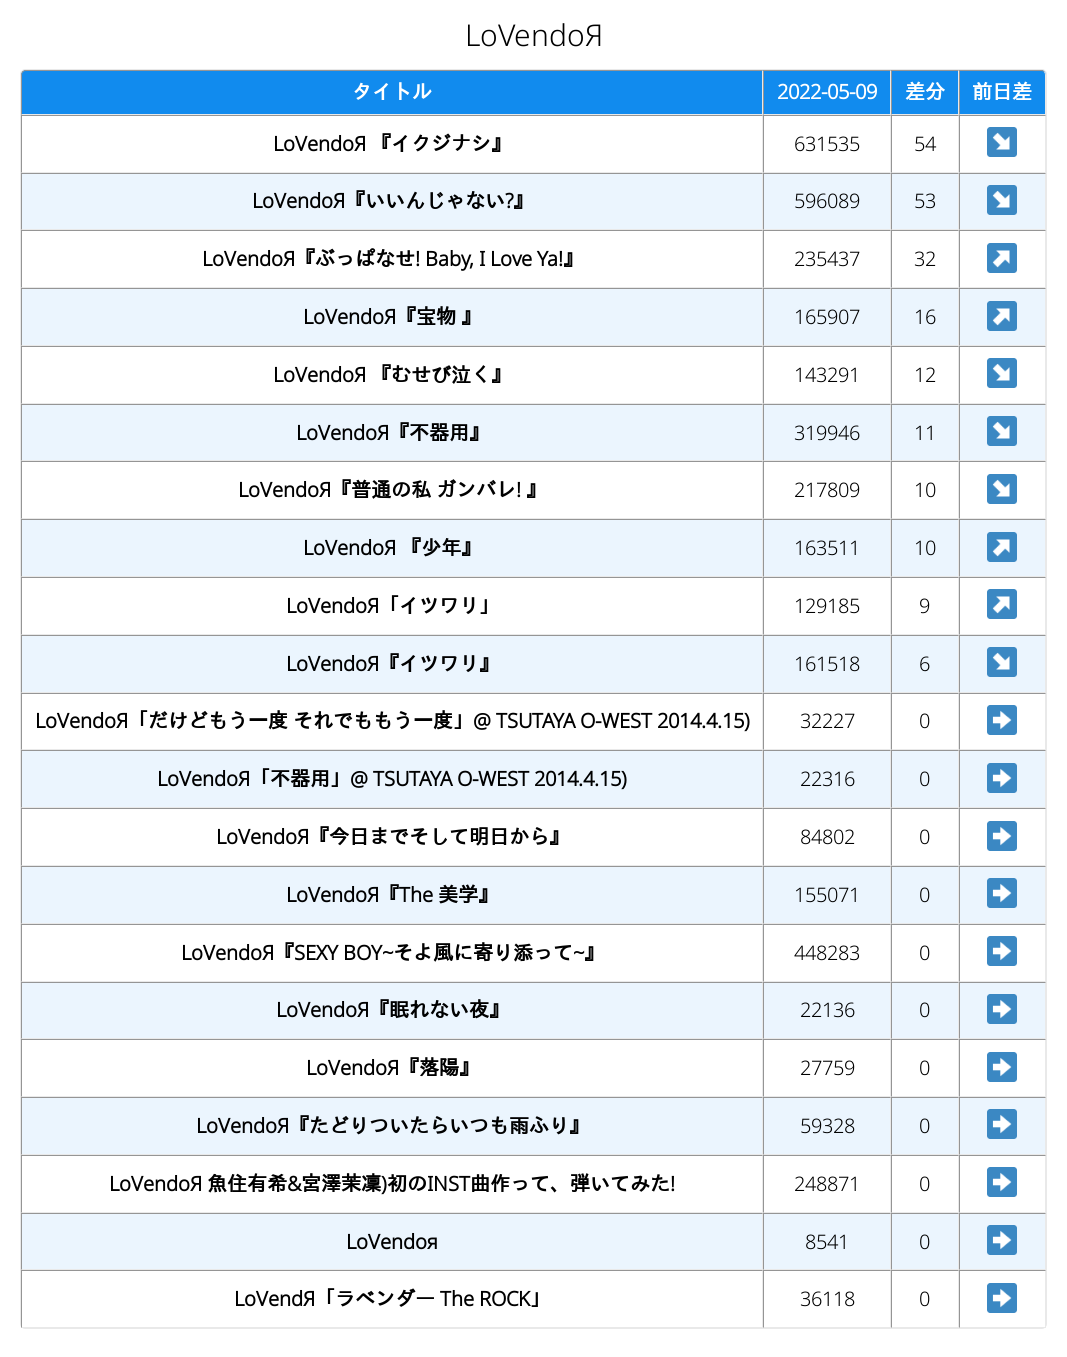 LoVendoЯ
タイトル 2022-05-09 差分 前日差
LoVendoЯ 『イクジナシ』 631535 54 ↘
LoVendoЯ『いいんじゃない?』 596089 53 ↘
LoVendoЯ『ぶっぱなせ! Baby, I Love Ya!』 235437 32 ↗
LoVendoЯ『宝物 』 165907 16 ↗
LoVendoЯ 『むせび泣く』 143291 12 ↘
LoVendoЯ『不器用』 319946 11 ↘
LoVendoЯ『普通の私 ガンバレ! 』 217809 10 ↘
LoVendoЯ 『少年』 163511 10 ↗
LoVendoЯ「イツワリ」 129185 9 ↗
LoVendoЯ『イツワリ』 161518 6 ↘
LoVendoЯ「だけどもう一度 それでももう一度」@ TSUTAYA O-WEST 2014.4.15) 32227 0 ➡
LoVendoЯ「不器用」@ TSUTAYA O-WEST 2014.4.15) 22316 0 ➡
LoVendoЯ『今日までそして明日から』 84802 0 ➡
LoVendoЯ『The 美学』 155071 0 ➡
LoVendoЯ『SEXY BOY~そよ風に寄り添って~』 448283 0 ➡
LoVendoЯ『眠れない夜』 22136 0 ➡
LoVendoЯ『落陽』 27759 0 ➡
LoVendoЯ『たどりついたらいつも雨ふり』 59328 0 ➡
LoVendoЯ 魚住有希&宮澤茉凜)初のINST曲作って、弾いてみた! 248871 0 ➡
LoVendoя 8541 0 ➡
LoVendЯ「ラベンダー The ROCK」 36118 0 ➡